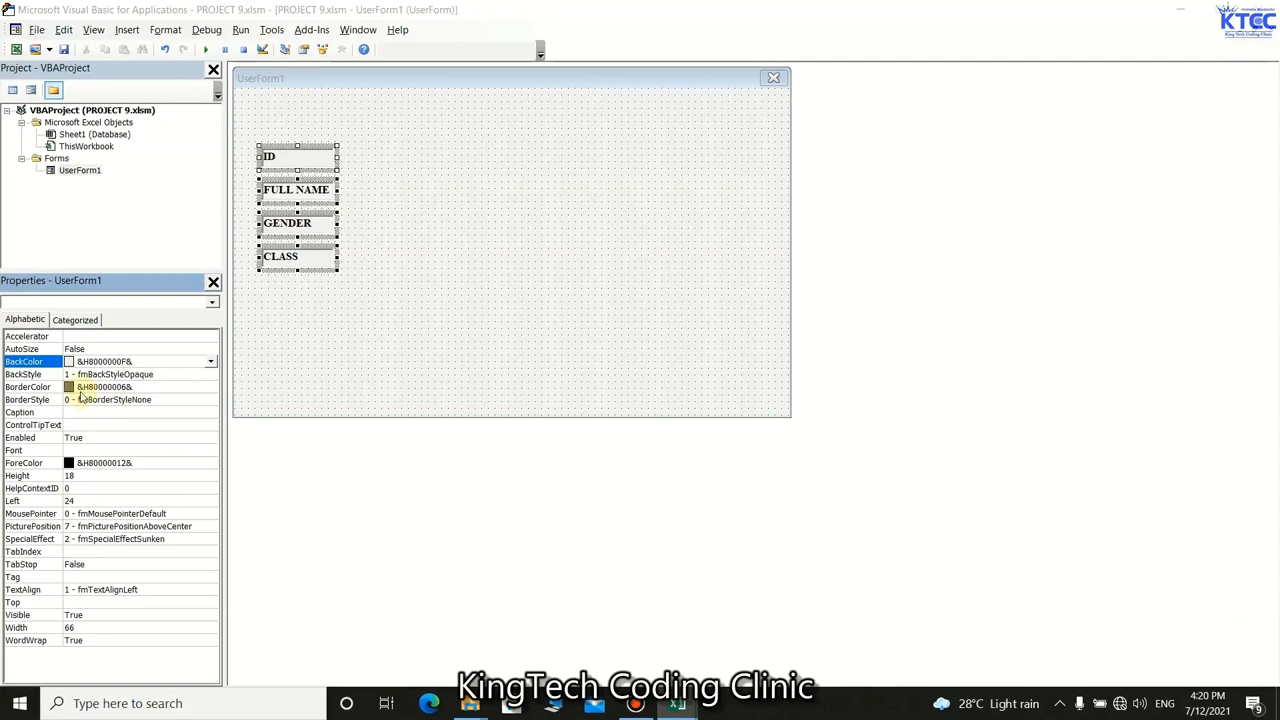 Microsoft Visual Basic for Applications - PROJECT 9.xlsm - [PROJECT 9.xlsm - UserForm1 (UserForm)]
KTCC
King Tech Coding Clinic
File Edit View Insert Format Debug Run Tools Add-Ins Window Help
Project - VBAProject
UserForm1
VBAProject (PROJECT 9.xlsm)
Microsoft Excel Objects
Sheet1 (Database)
ThisWorkbook
Forms
UserForm1
ID
FULL NAME
GENDER
CLASS
Properties - UserForm1
Alphabetic Categorized
Accelerator
AutoSize False
BackColor &H8000000F&
BackStyle 1 - fmBackStyleOpaque
BorderColor &H80000006&
BorderStyle 0 - fmBorderStyleNone
Caption
ControlTipText
Enabled True
Font
ForeColor &H80000012&
Height 18
HelpContextID 0
Left 24
MousePointer 0 - fmMousePointerDefault
PicturePosition 7 - fmPicturePositionAboveCenter
SpecialEffect 2 - fmSpecialEffectSunken
TabIndex
TabStop False
Tag
TextAlign 1 - fmTextAlignLeft
Top
Visible True
Width 66
WordWrap True
KingTech Coding Clinic
Type here to search
28°C Light rain
ENG
4:20 PM
7/12/2021
9